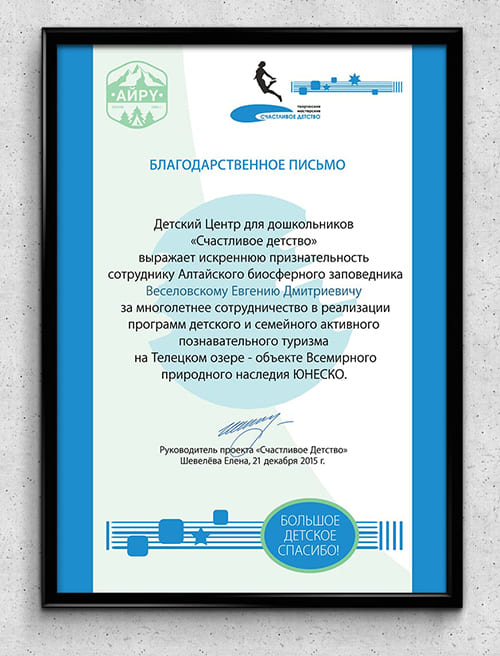 ·АЙРУ·
творческие
мастерские
СЧАСТЛИВОЕ ДЕТСТВО
БЛАГОДАРСТВЕННОЕ ПИСЬМО
Детский Центр для дошкольников
«Счастливое детство»
выражает искреннюю признательность
сотруднику Алтайского биосферного заповедника
Веселовскому Евгению Дмитриевичу
за многолетнее сотрудничество в реализации
программ детского и семейного активного
познавательного туризма
на Телецком озере - объекте Всемирного
природного наследия ЮНЕСКО.
Руководитель проекта «Счастливое Детство»
Шевелёва Елена, 21 декабря 2015 г.
БОЛЬШОЕ
ДЕТСКОЕ
СПАСИБО!